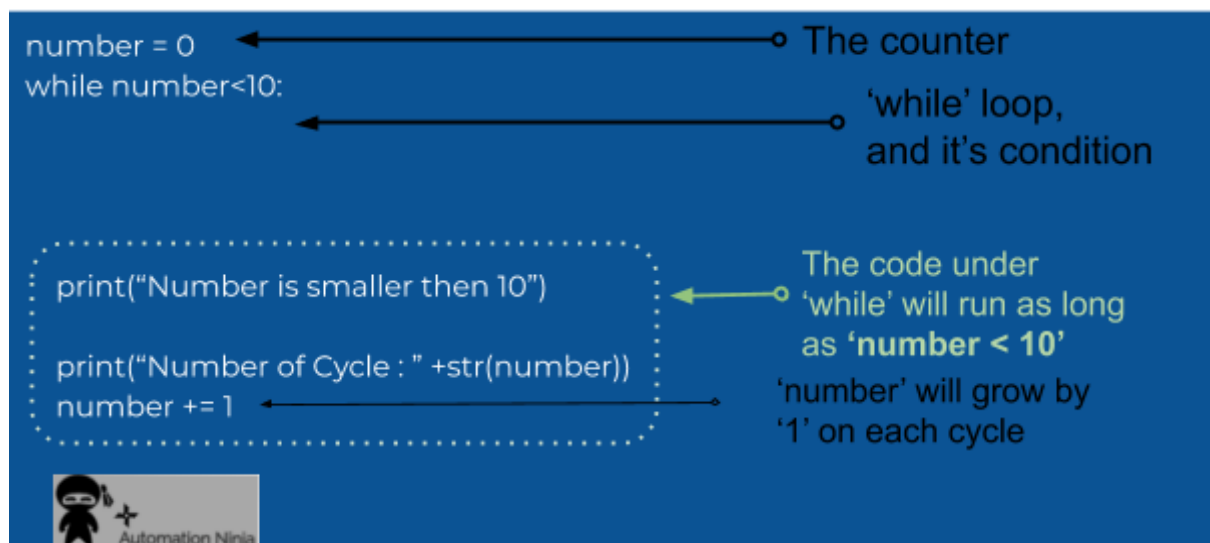 number = 0
The counter
while number<10:
‘while’ loop,
and it’s condition
print(“Number is smaller then 10”)
The code under
‘while’ will run as long
as ‘number < 10’
print(“Number of Cycle : ” +str(number))
number += 1
‘number’ will grow by
‘1’ on each cycle
Automation Ninja